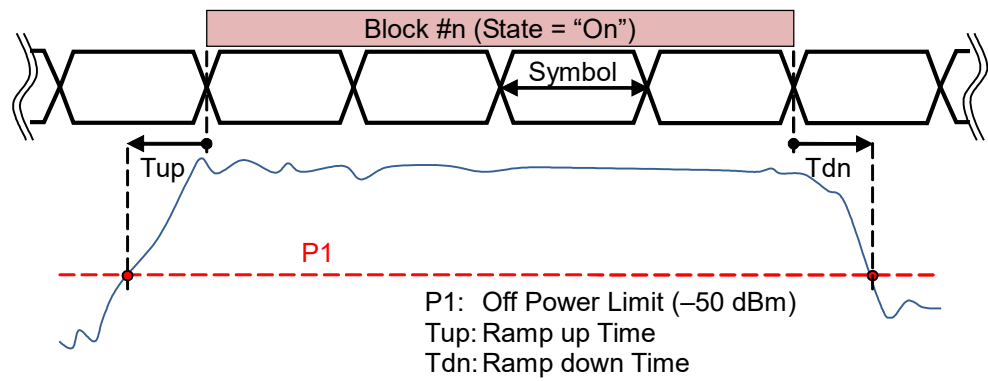 Block #n (State = “On”)
Symbol
Tup
Tdn
P1
P1: Off Power Limit (–50 dBm)
Tup: Ramp up Time
Tdn: Ramp down Time